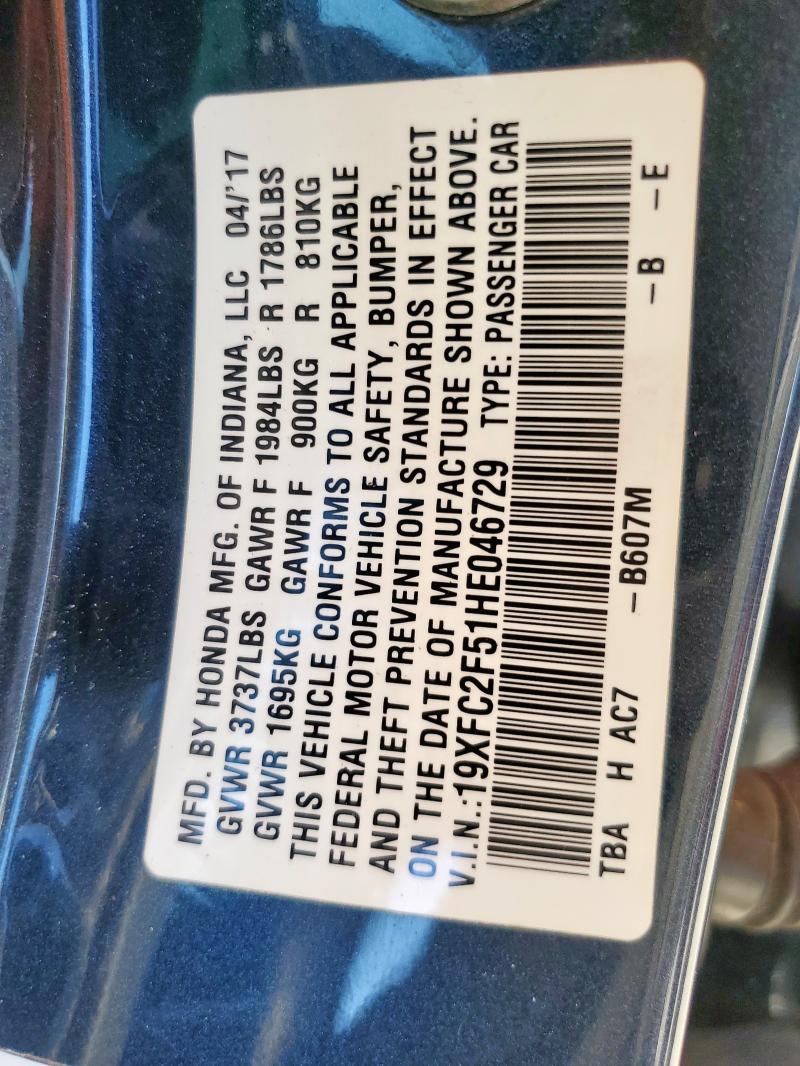 MFD. BY HONDA MFG. OF INDIANA, LLC 04/'17
GVWR 3737LBS GAWR F 1984LBS R 1786LBS
GVWR 1695KG GAWR F 900KG R 810KG
THIS VEHICLE CONFORMS TO ALL APPLICABLE
FEDERAL MOTOR VEHICLE SAFETY, BUMPER,
AND THEFT PREVENTION STANDARDS IN EFFECT
ON THE DATE OF MANUFACTURE SHOWN ABOVE.
V.I.N.:19XFC2F51HE046729 TYPE: PASSENGER CAR
TBA H AC7 -B607M -B -E